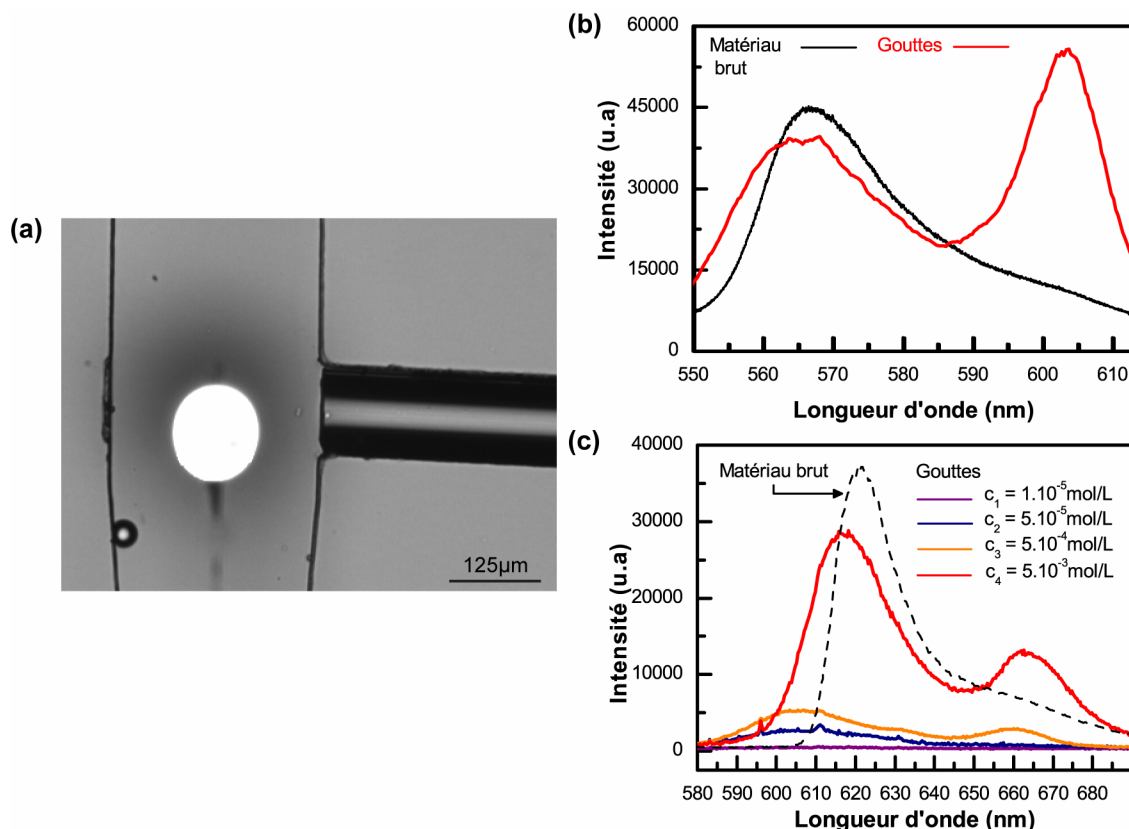 (a)
125µm
(b)
60000
45000
30000
15000
0
Intensité (u.a)
Matériau
brut
Gouttes
550 560 570 580 590 600 610
Longueur d'onde (nm)
(c)
40000
30000
20000
10000
0
Intensité (u.a)
Matériau brut
Gouttes
c₁ = 1.10⁻⁵mol/L
c₂ = 5.10⁻⁵mol/L
c₃ = 5.10⁻⁴mol/L
c₄ = 5.10⁻³mol/L
580 590 600 610 620 630 640 650 660 670 680
Longueur d'onde (nm)